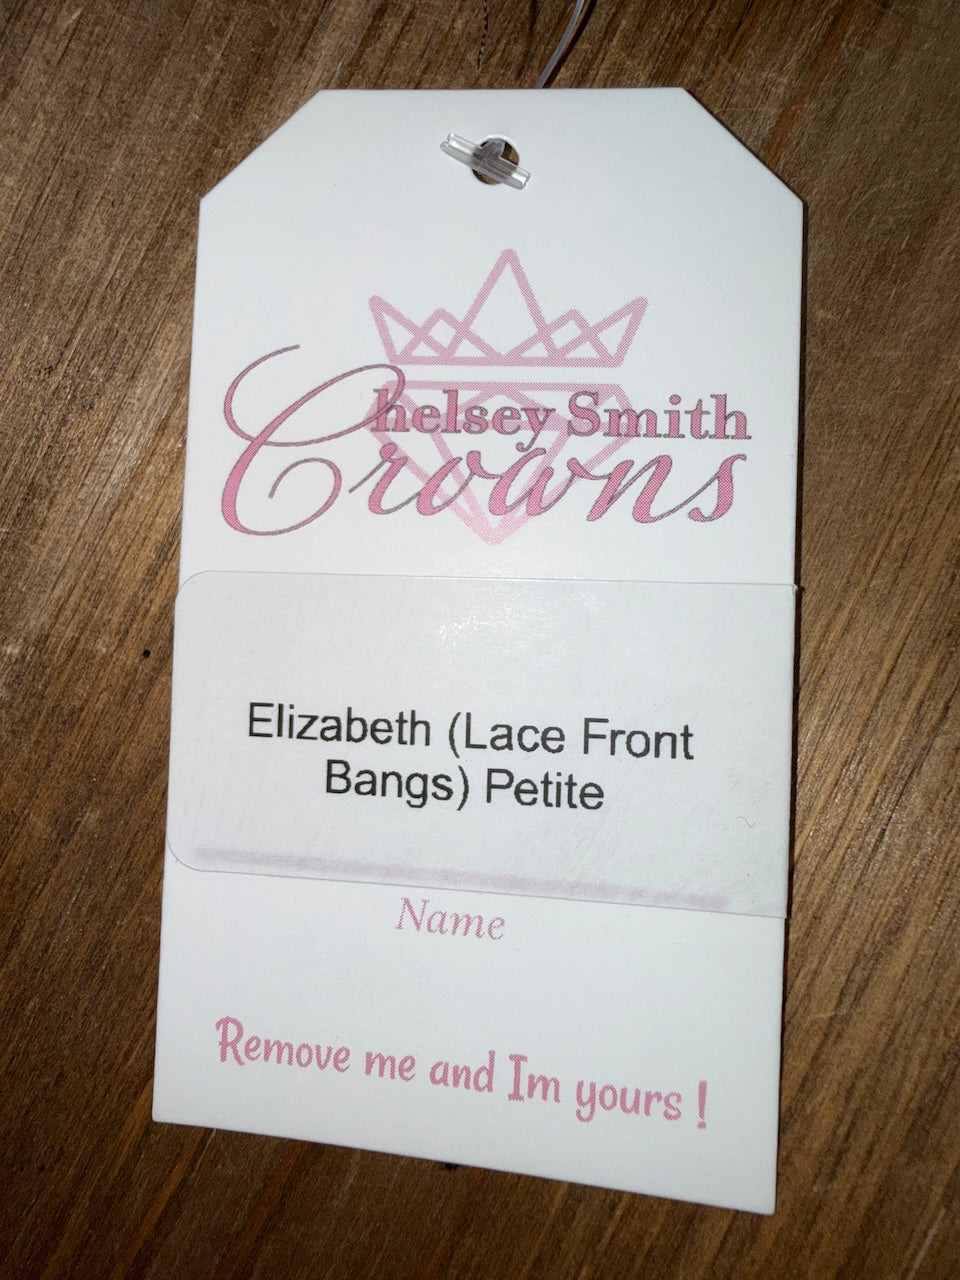 Chelsey Smith
Crowns
Elizabeth (Lace Front
Bangs) Petite
Name
Remove me and Im yours !